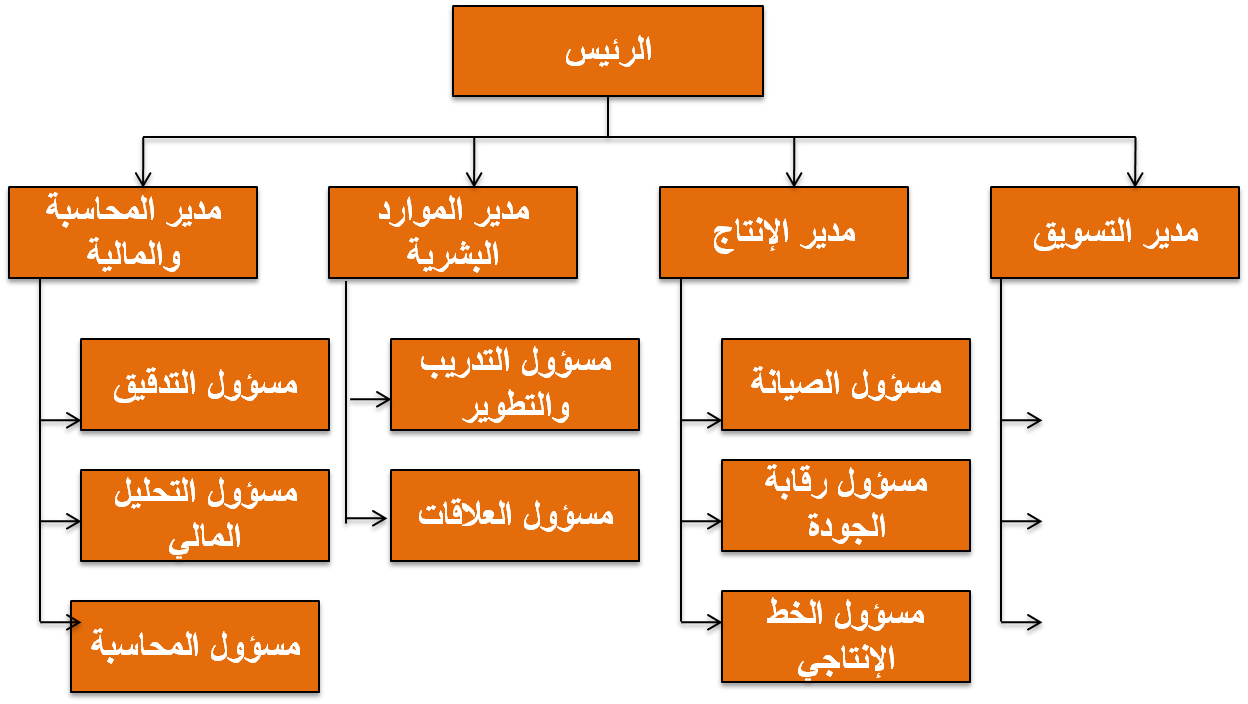 الرئيس
مدير التسويق
مدير الإنتاج
مدير الموارد
البشرية
مدير المحاسبة
والمالية
مسؤول الصيانة
مسؤول رقابة
الجودة
مسؤول الخط
الإنتاجي
مسؤول التدريب
والتطوير
مسؤول العلاقات
مسؤول التدقيق
مسؤول التحليل
المالي
مسؤول المحاسبة